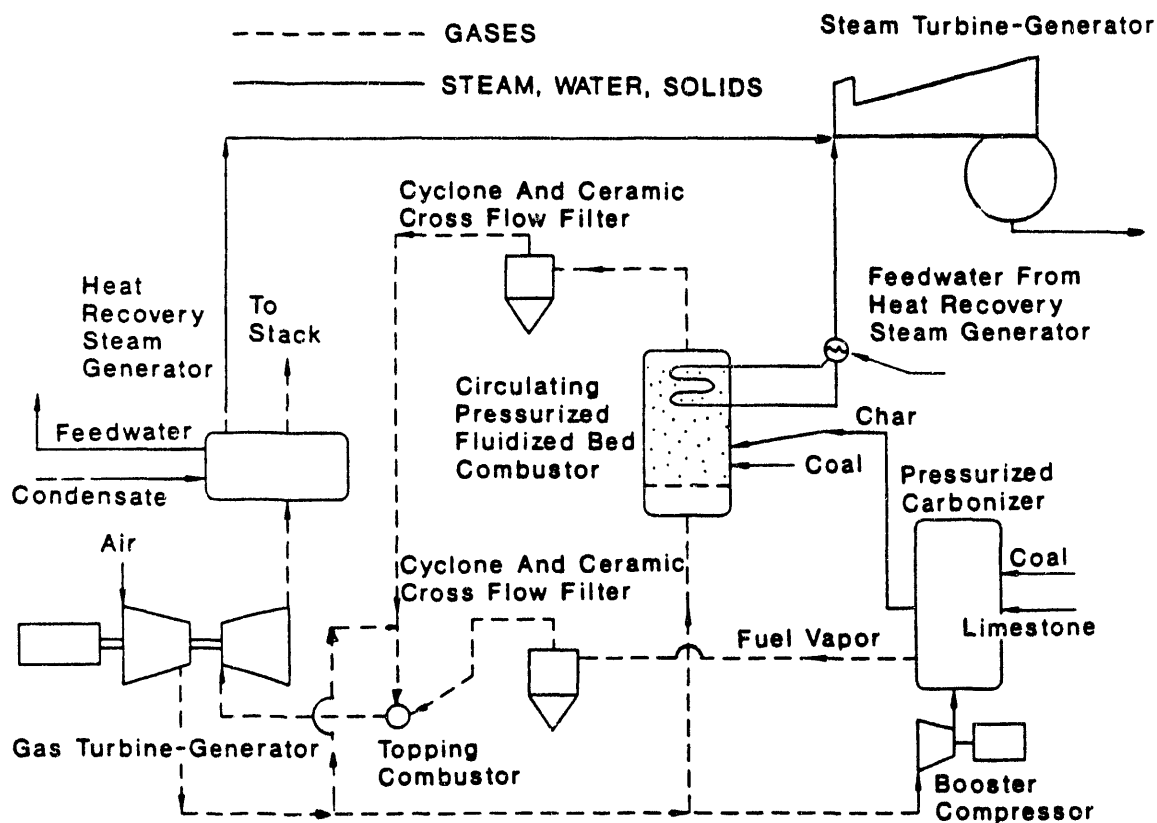 GASES
STEAM, WATER, SOLIDS
Steam Turbine-Generator
Cyclone And Ceramic
Cross Flow Filter
Heat
Recovery
Steam
Generator
To
Stack
Feedwater From
Heat Recovery
Steam Generator
Circulating
Pressurized
Fluidized Bed
Combustor
Char
Coal
Feedwater
Condensate
Pressurized
Carbonizer
Air
Coal
Limestone
Cyclone And Ceramic
Cross Flow Filter
Fuel Vapor
Gas Turbine-Generator
Topping
Combustor
Booster
Compressor